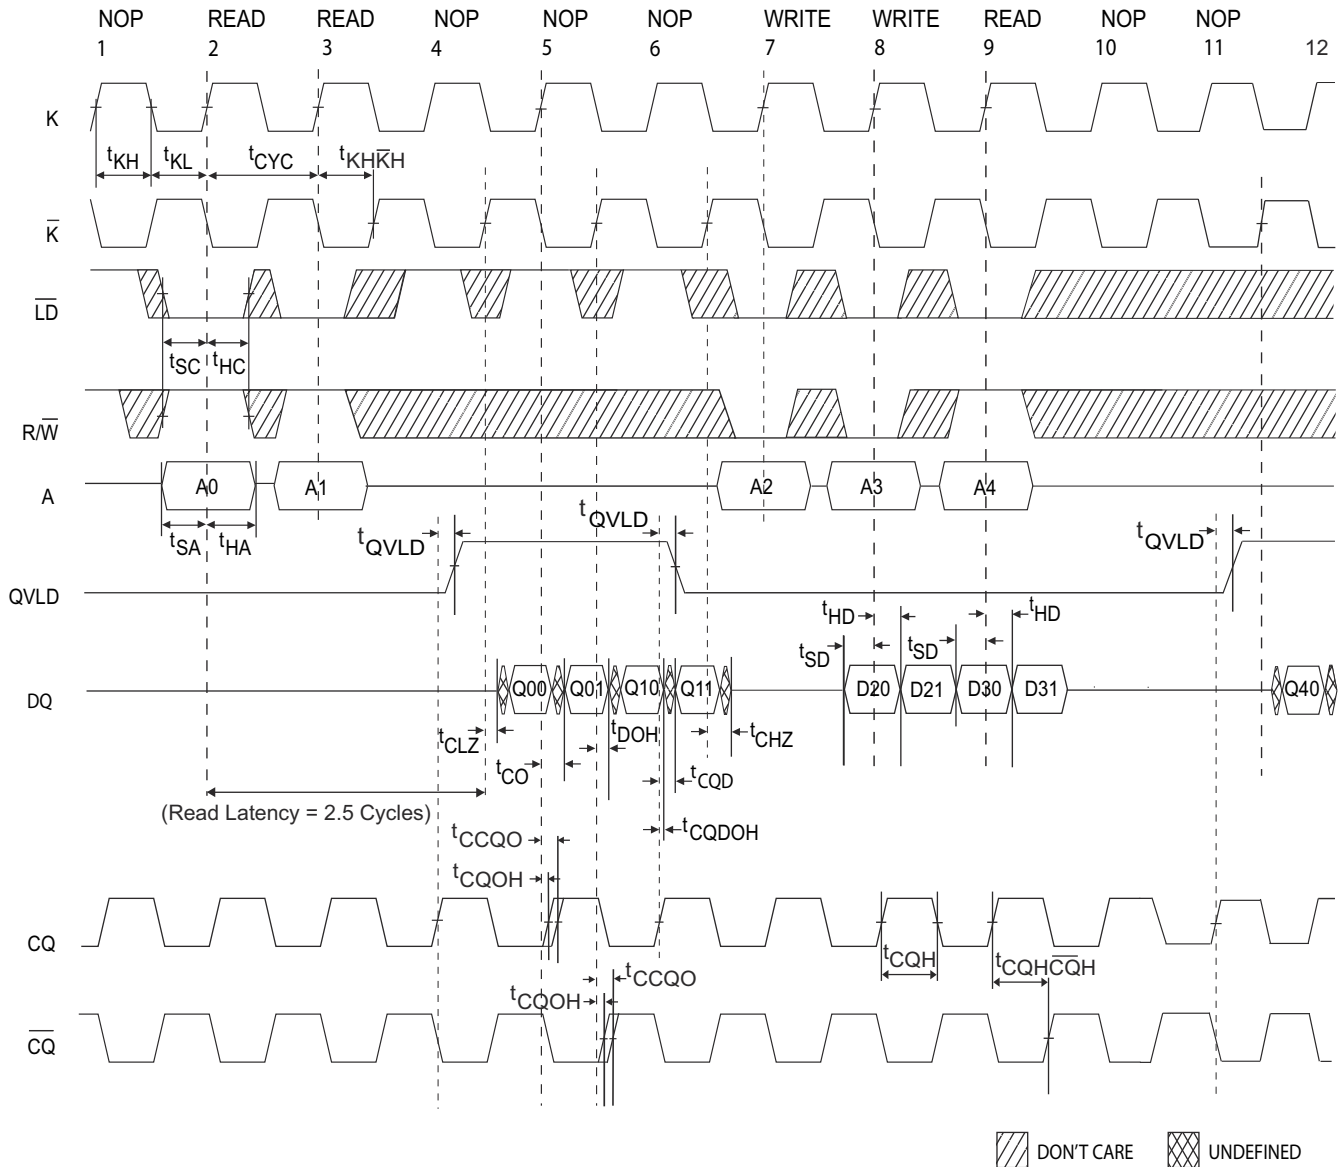 NOP READ READ NOP NOP NOP WRITE WRITE READ NOP NOP
1 2 3 4 5 6 7 8 9 10 11 12
K
tKH tKL tCYC tKHK̅H
K̅
L̅D̅
tSC tHC
R/W̅
A A0 A1 A2 A3 A4
tSA tHA tQVLD tQVLD tQVLD
QVLD
tHD tHD
tSD tSD
DQ Q00 Q01 Q10 Q11 D20 D21 D30 D31 Q40
tCLZ tDOH tCHZ
tCO tCQD
(Read Latency = 2.5 Cycles)
tCQDOH
tCCQO
tCQOH
CQ
tCQH tCQHC̅Q̅H
tCCQO
tCQOH
C̅Q̅
DON'T CARE UNDEFINED